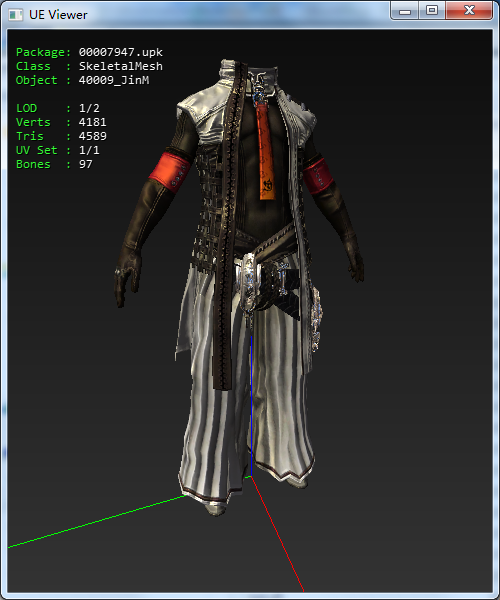 UE Viewer
Package: 00007947.upk
Class : SkeletalMesh
Object : 40009_JinM
LOD : 1/2
Verts : 4181
Tris : 4589
UV Set : 1/1
Bones : 97